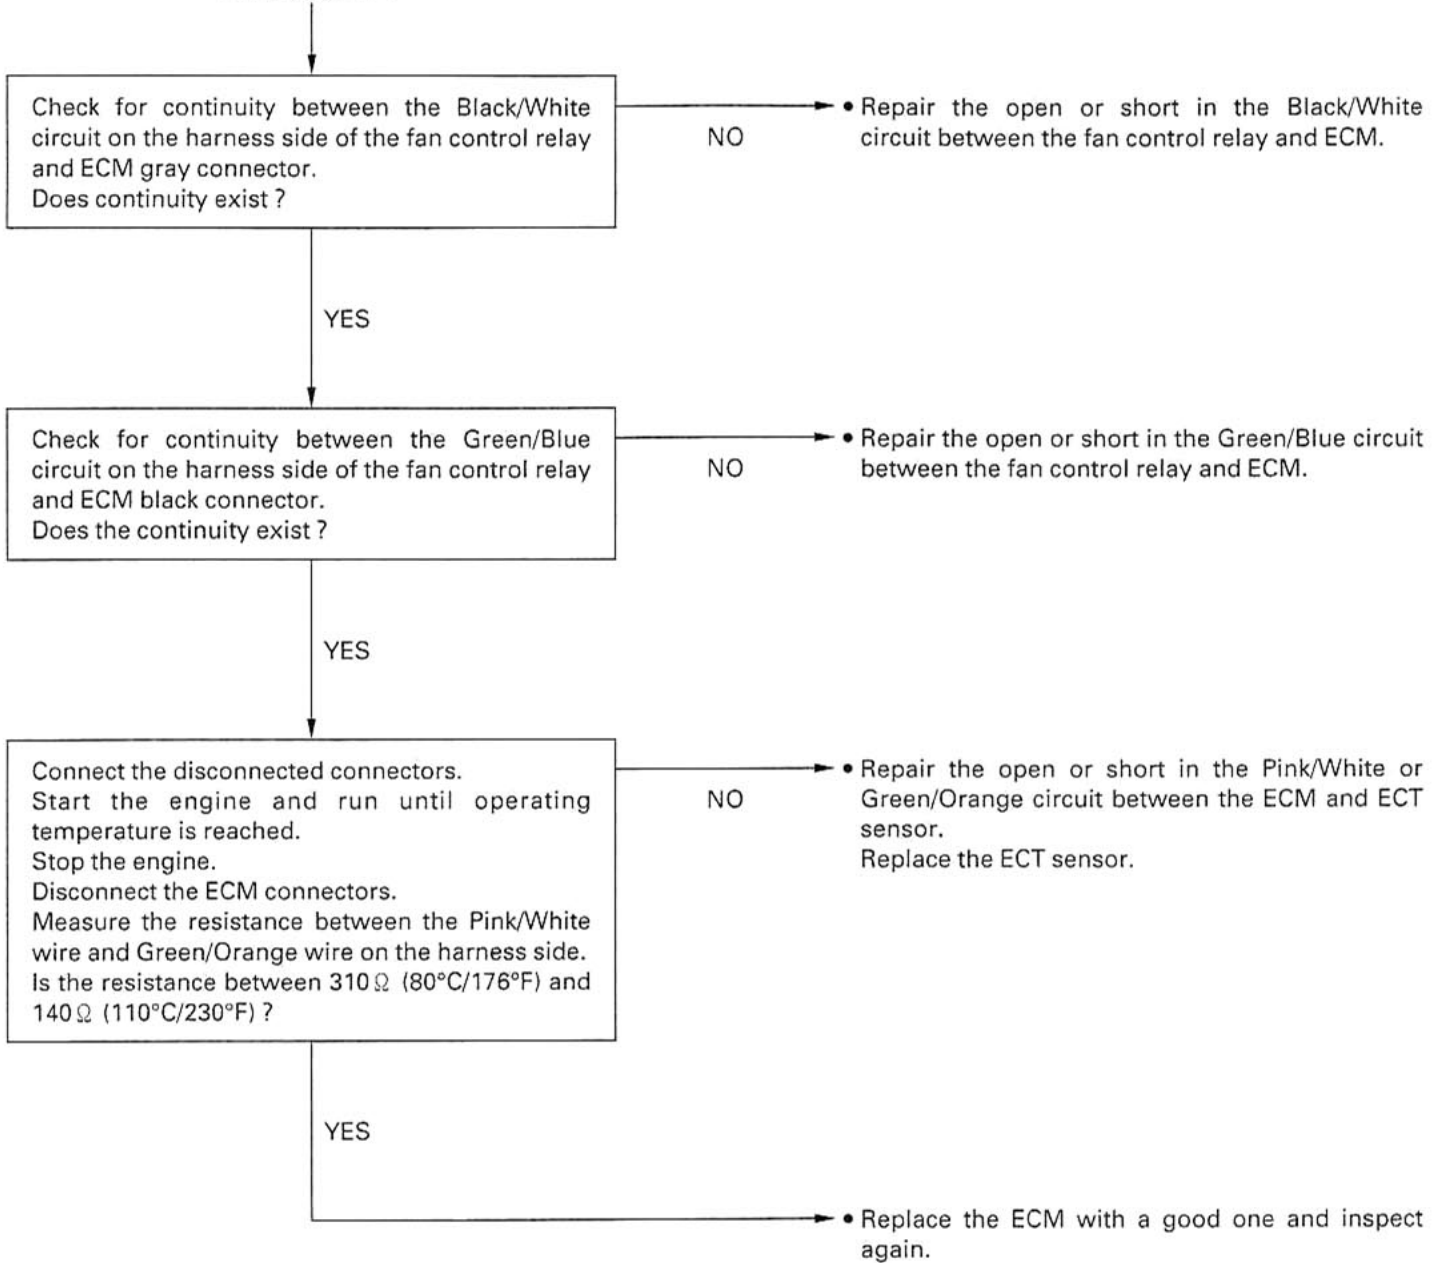 Check for continuity between the Black/White
circuit on the harness side of the fan control relay
and ECM gray connector.
Does continuity exist ?
NO
• Repair the open or short in the Black/White
circuit between the fan control relay and ECM.
YES
Check for continuity between the Green/Blue
circuit on the harness side of the fan control relay
and ECM black connector.
Does the continuity exist ?
NO
• Repair the open or short in the Green/Blue circuit
between the fan control relay and ECM.
YES
Connect the disconnected connectors.
Start the engine and run until operating
temperature is reached.
Stop the engine.
Disconnect the ECM connectors.
Measure the resistance between the Pink/White
wire and Green/Orange wire on the harness side.
Is the resistance between 310Ω (80°C/176°F) and
140Ω (110°C/230°F) ?
NO
• Repair the open or short in the Pink/White or
Green/Orange circuit between the ECM and ECT
sensor.
Replace the ECT sensor.
YES
• Replace the ECM with a good one and inspect
again.